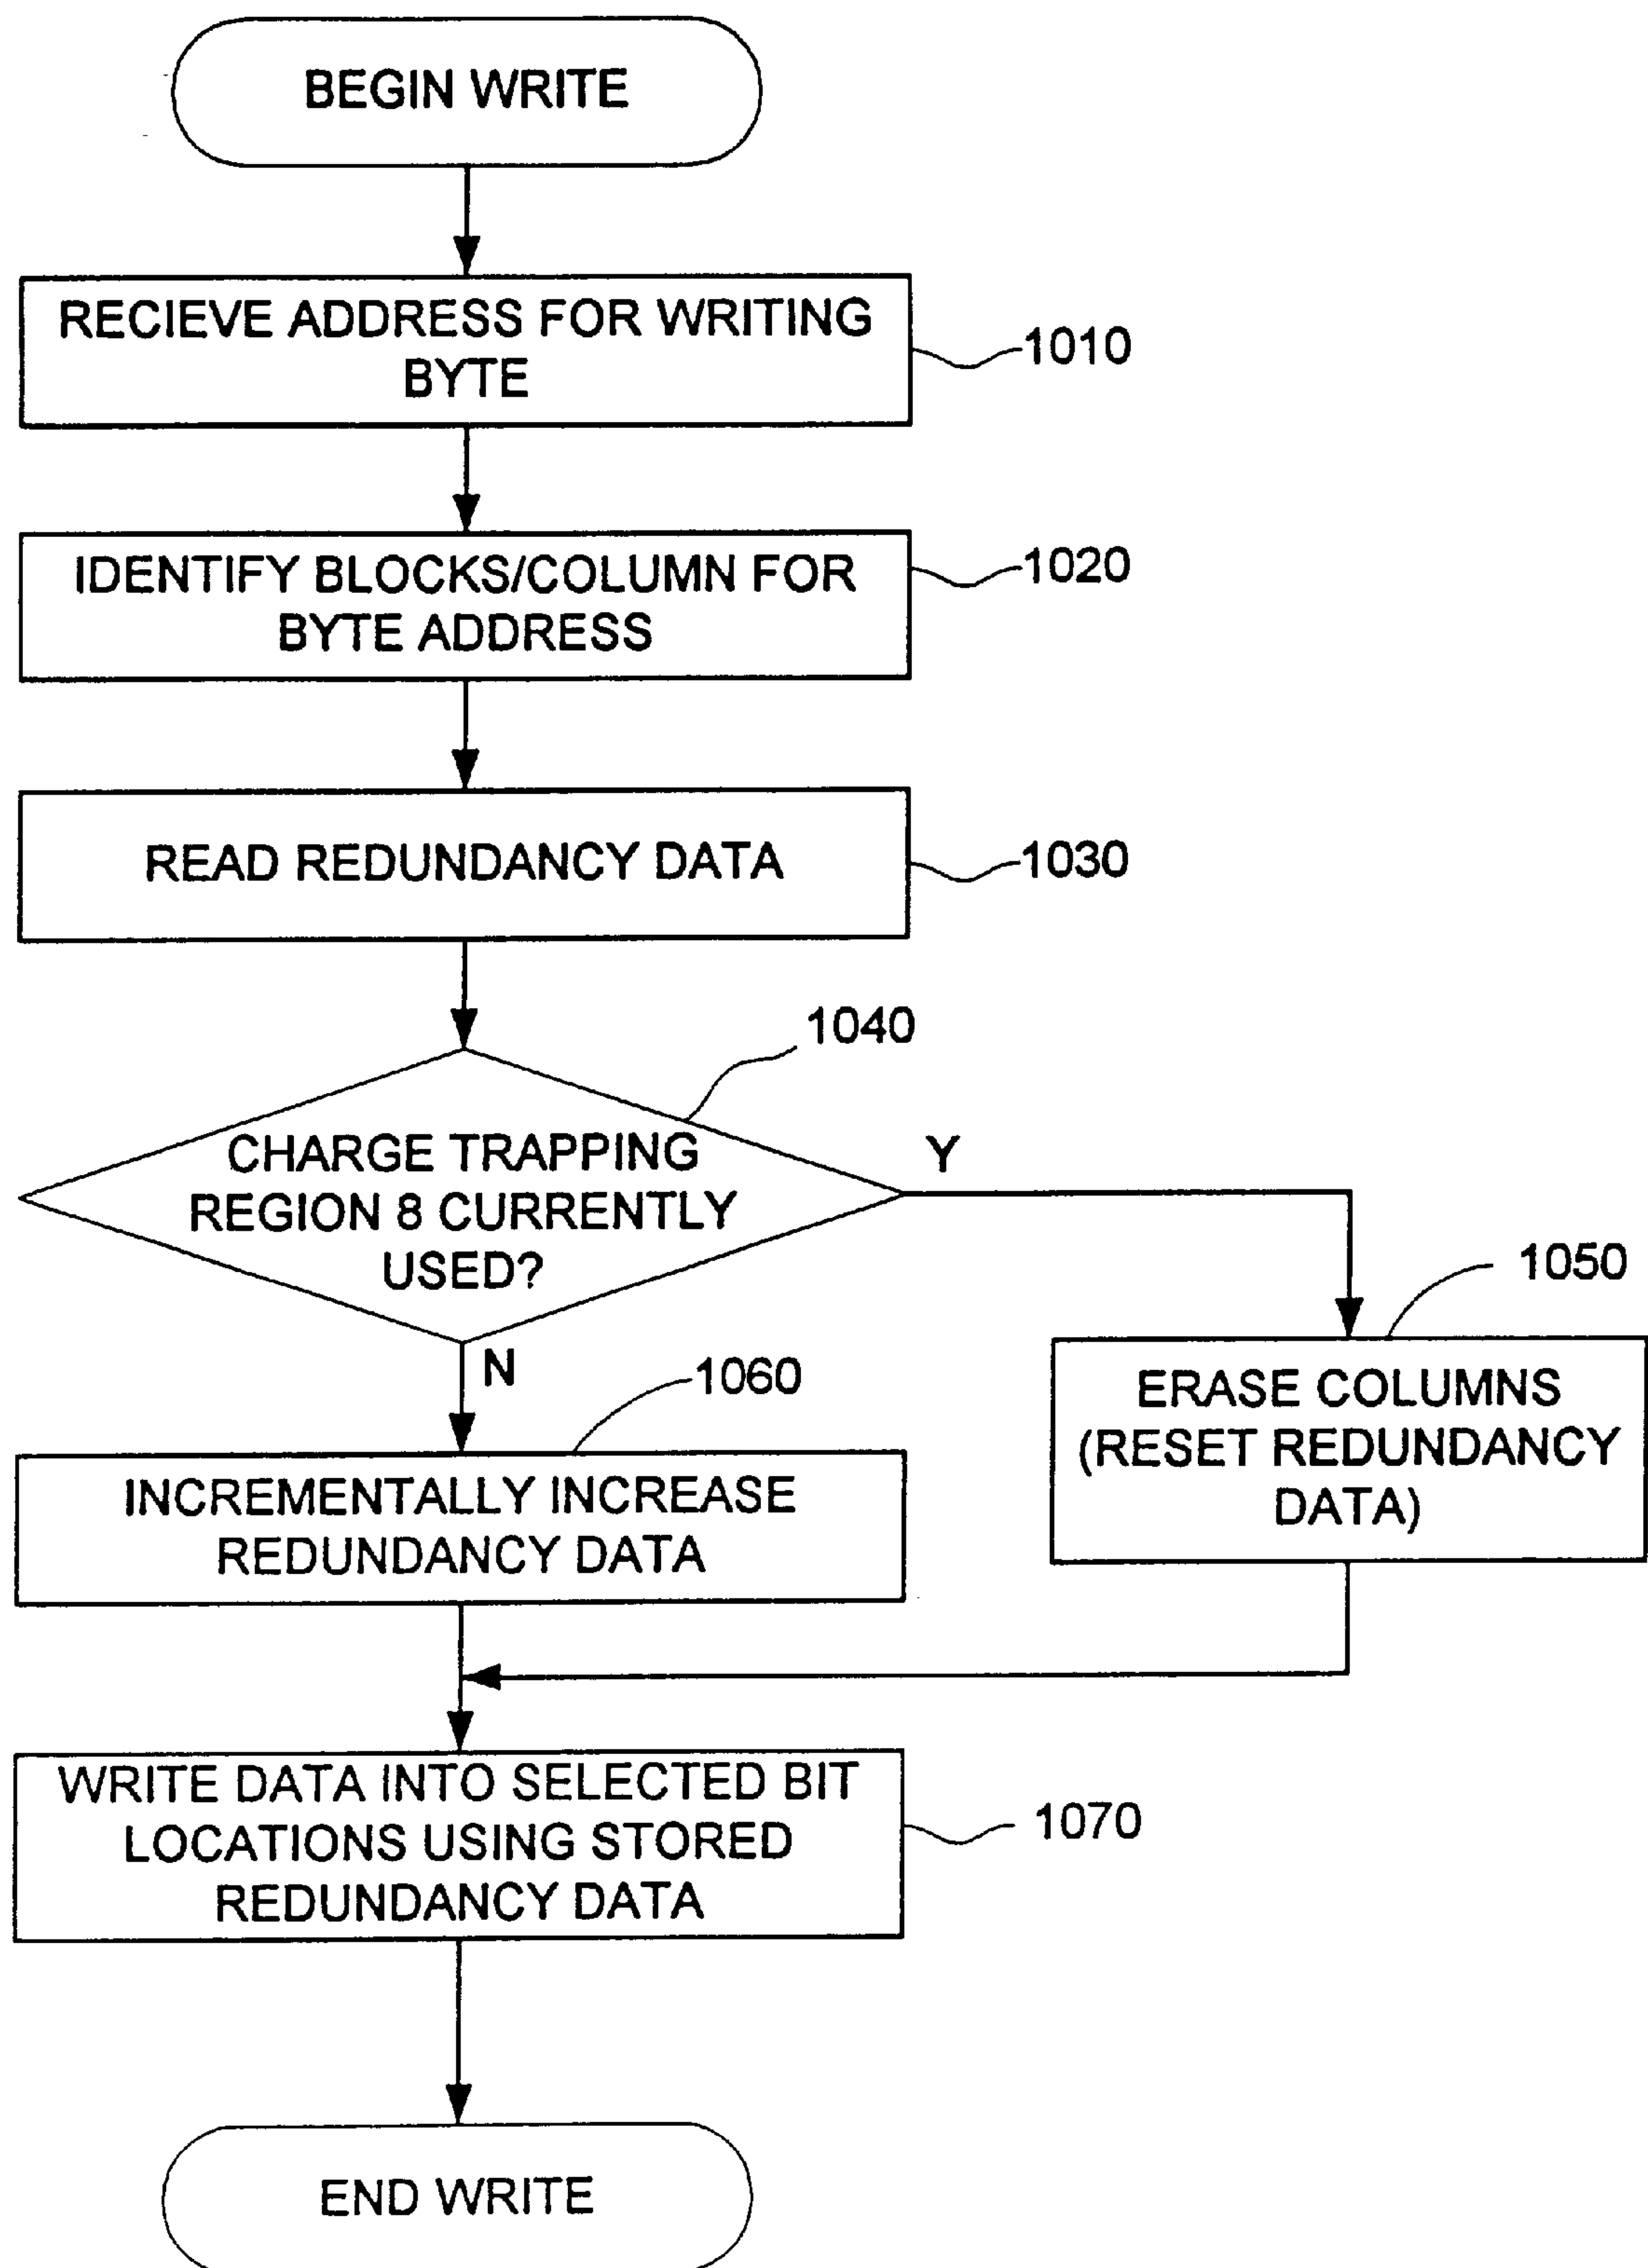 BEGIN WRITE
RECIEVE ADDRESS FOR WRITING
BYTE
1010
IDENTIFY BLOCKS/COLUMN FOR
BYTE ADDRESS
1020
READ REDUNDANCY DATA
1030
1040
CHARGE TRAPPING
REGION 8 CURRENTLY
USED?
Y
N
1050
ERASE COLUMNS
(RESET REDUNDANCY
DATA)
1060
INCREMENTALLY INCREASE
REDUNDANCY DATA
WRITE DATA INTO SELECTED BIT
LOCATIONS USING STORED
REDUNDANCY DATA
1070
END WRITE